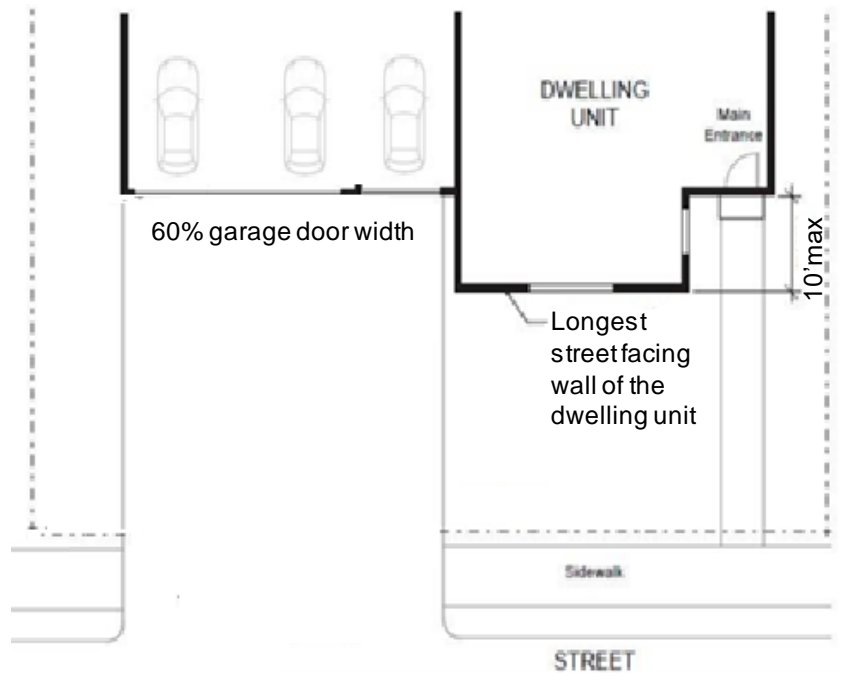 DWELLING
UNIT
Main
Entrance
60% garage door width
10'max
Longest
street facing
wall of the
dwelling unit
Sidewalk
STREET